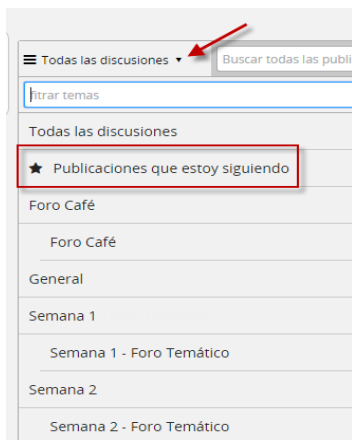 Todas las discusiones
Buscar todas las publi
fitrar temas
Todas las discusiones
Publicaciones que estoy siguiendo
Foro Café
Foro Café
General
Semana 1
Semana 1 - Foro Temático
Semana 2
Semana 2 - Foro Temático